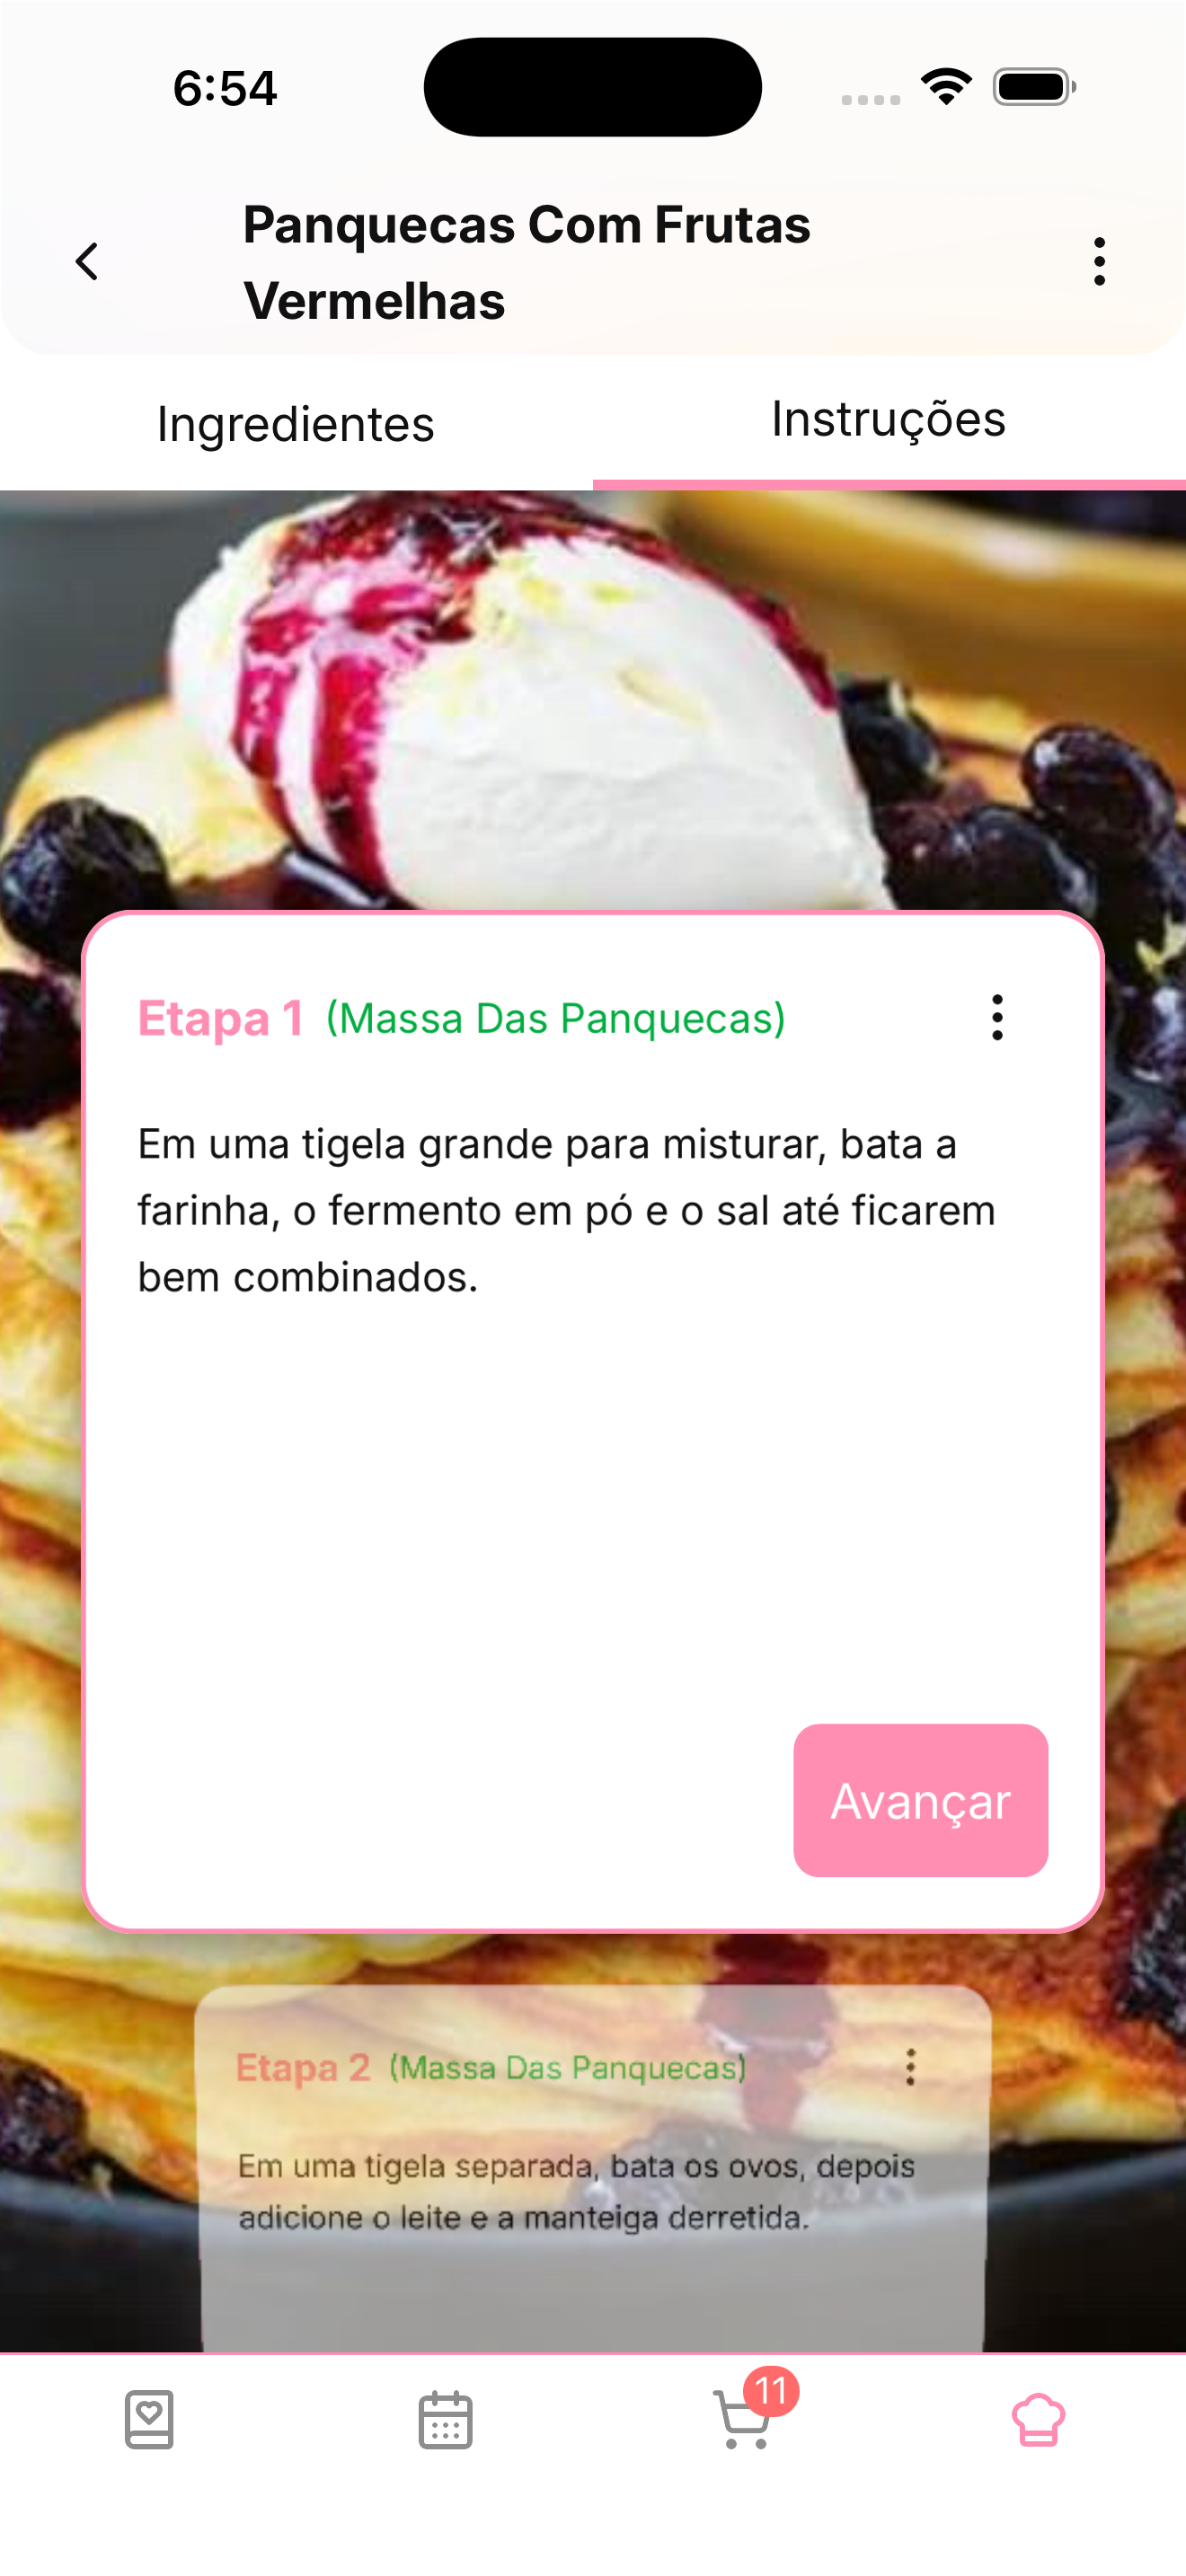 6:54
Panquecas Com Frutas
Vermelhas
Ingredientes
Instruções
Etapa 1 (Massa Das Panquecas)
Em uma tigela grande para misturar, bata a
farinha, o fermento em pó e o sal até ficarem
bem combinados.
Avançar
Etapa 2 (Massa Das Panquecas)
Em uma tigela separada, bata os ovos, depois
adicione o leite e a manteiga derretida.
11